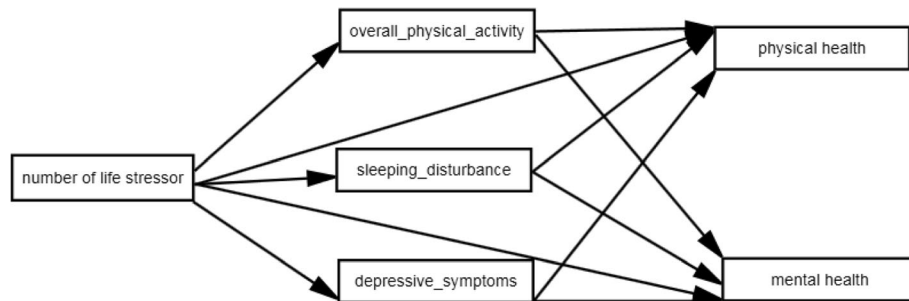 overall_physical_activity
physical health
number of life stressor
sleeping_disturbance
depressive_symptoms
mental health